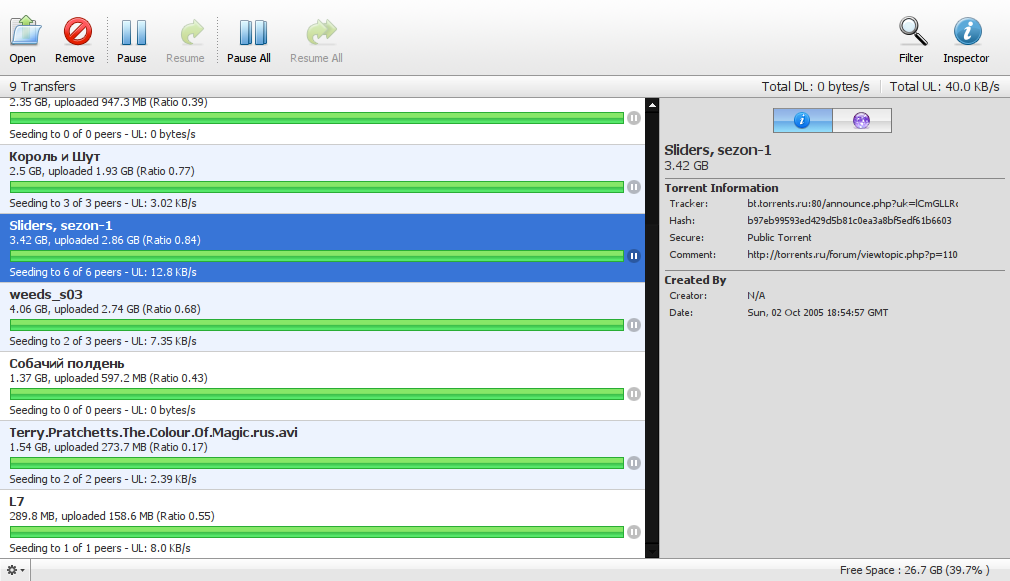 Open
Remove
Pause
Resume
Pause All
Resume All
Filter
Inspector
9 Transfers
Total DL: 0 bytes/s
Total UL: 40.0 KB/s
2.35 GB, uploaded 947.3 MB (Ratio 0.39)
Seeding to 0 of 0 peers - UL: 0 bytes/s
Король и Шут
2.5 GB, uploaded 1.93 GB (Ratio 0.77)
Seeding to 3 of 3 peers - UL: 3.02 KB/s
Sliders, sezon-1
3.42 GB, uploaded 2.86 GB (Ratio 0.84)
Seeding to 6 of 6 peers - UL: 12.8 KB/s
weeds_s03
4.06 GB, uploaded 2.74 GB (Ratio 0.68)
Seeding to 2 of 3 peers - UL: 7.35 KB/s
Собачий полдень
1.37 GB, uploaded 597.2 MB (Ratio 0.43)
Seeding to 0 of 0 peers - UL: 0 bytes/s
Terry.Pratchetts.The.Colour.Of.Magic.rus.avi
1.54 GB, uploaded 273.7 MB (Ratio 0.17)
Seeding to 2 of 2 peers - UL: 2.39 KB/s
L7
289.8 MB, uploaded 158.6 MB (Ratio 0.55)
Seeding to 1 of 1 peers - UL: 8.0 KB/s
Sliders, sezon-1
3.42 GB
Torrent Information
Tracker: bt.torrents.ru:80/announce.php?uk=lCmGLLRc
Hash: b97eb99593ed429d5b81c0ea3a8bf5edf61b6603
Secure: Public Torrent
Comment: http://torrents.ru/forum/viewtopic.php?p=110
Created By
Creator: N/A
Date: Sun, 02 Oct 2005 18:54:57 GMT
Free Space : 26.7 GB (39.7% )